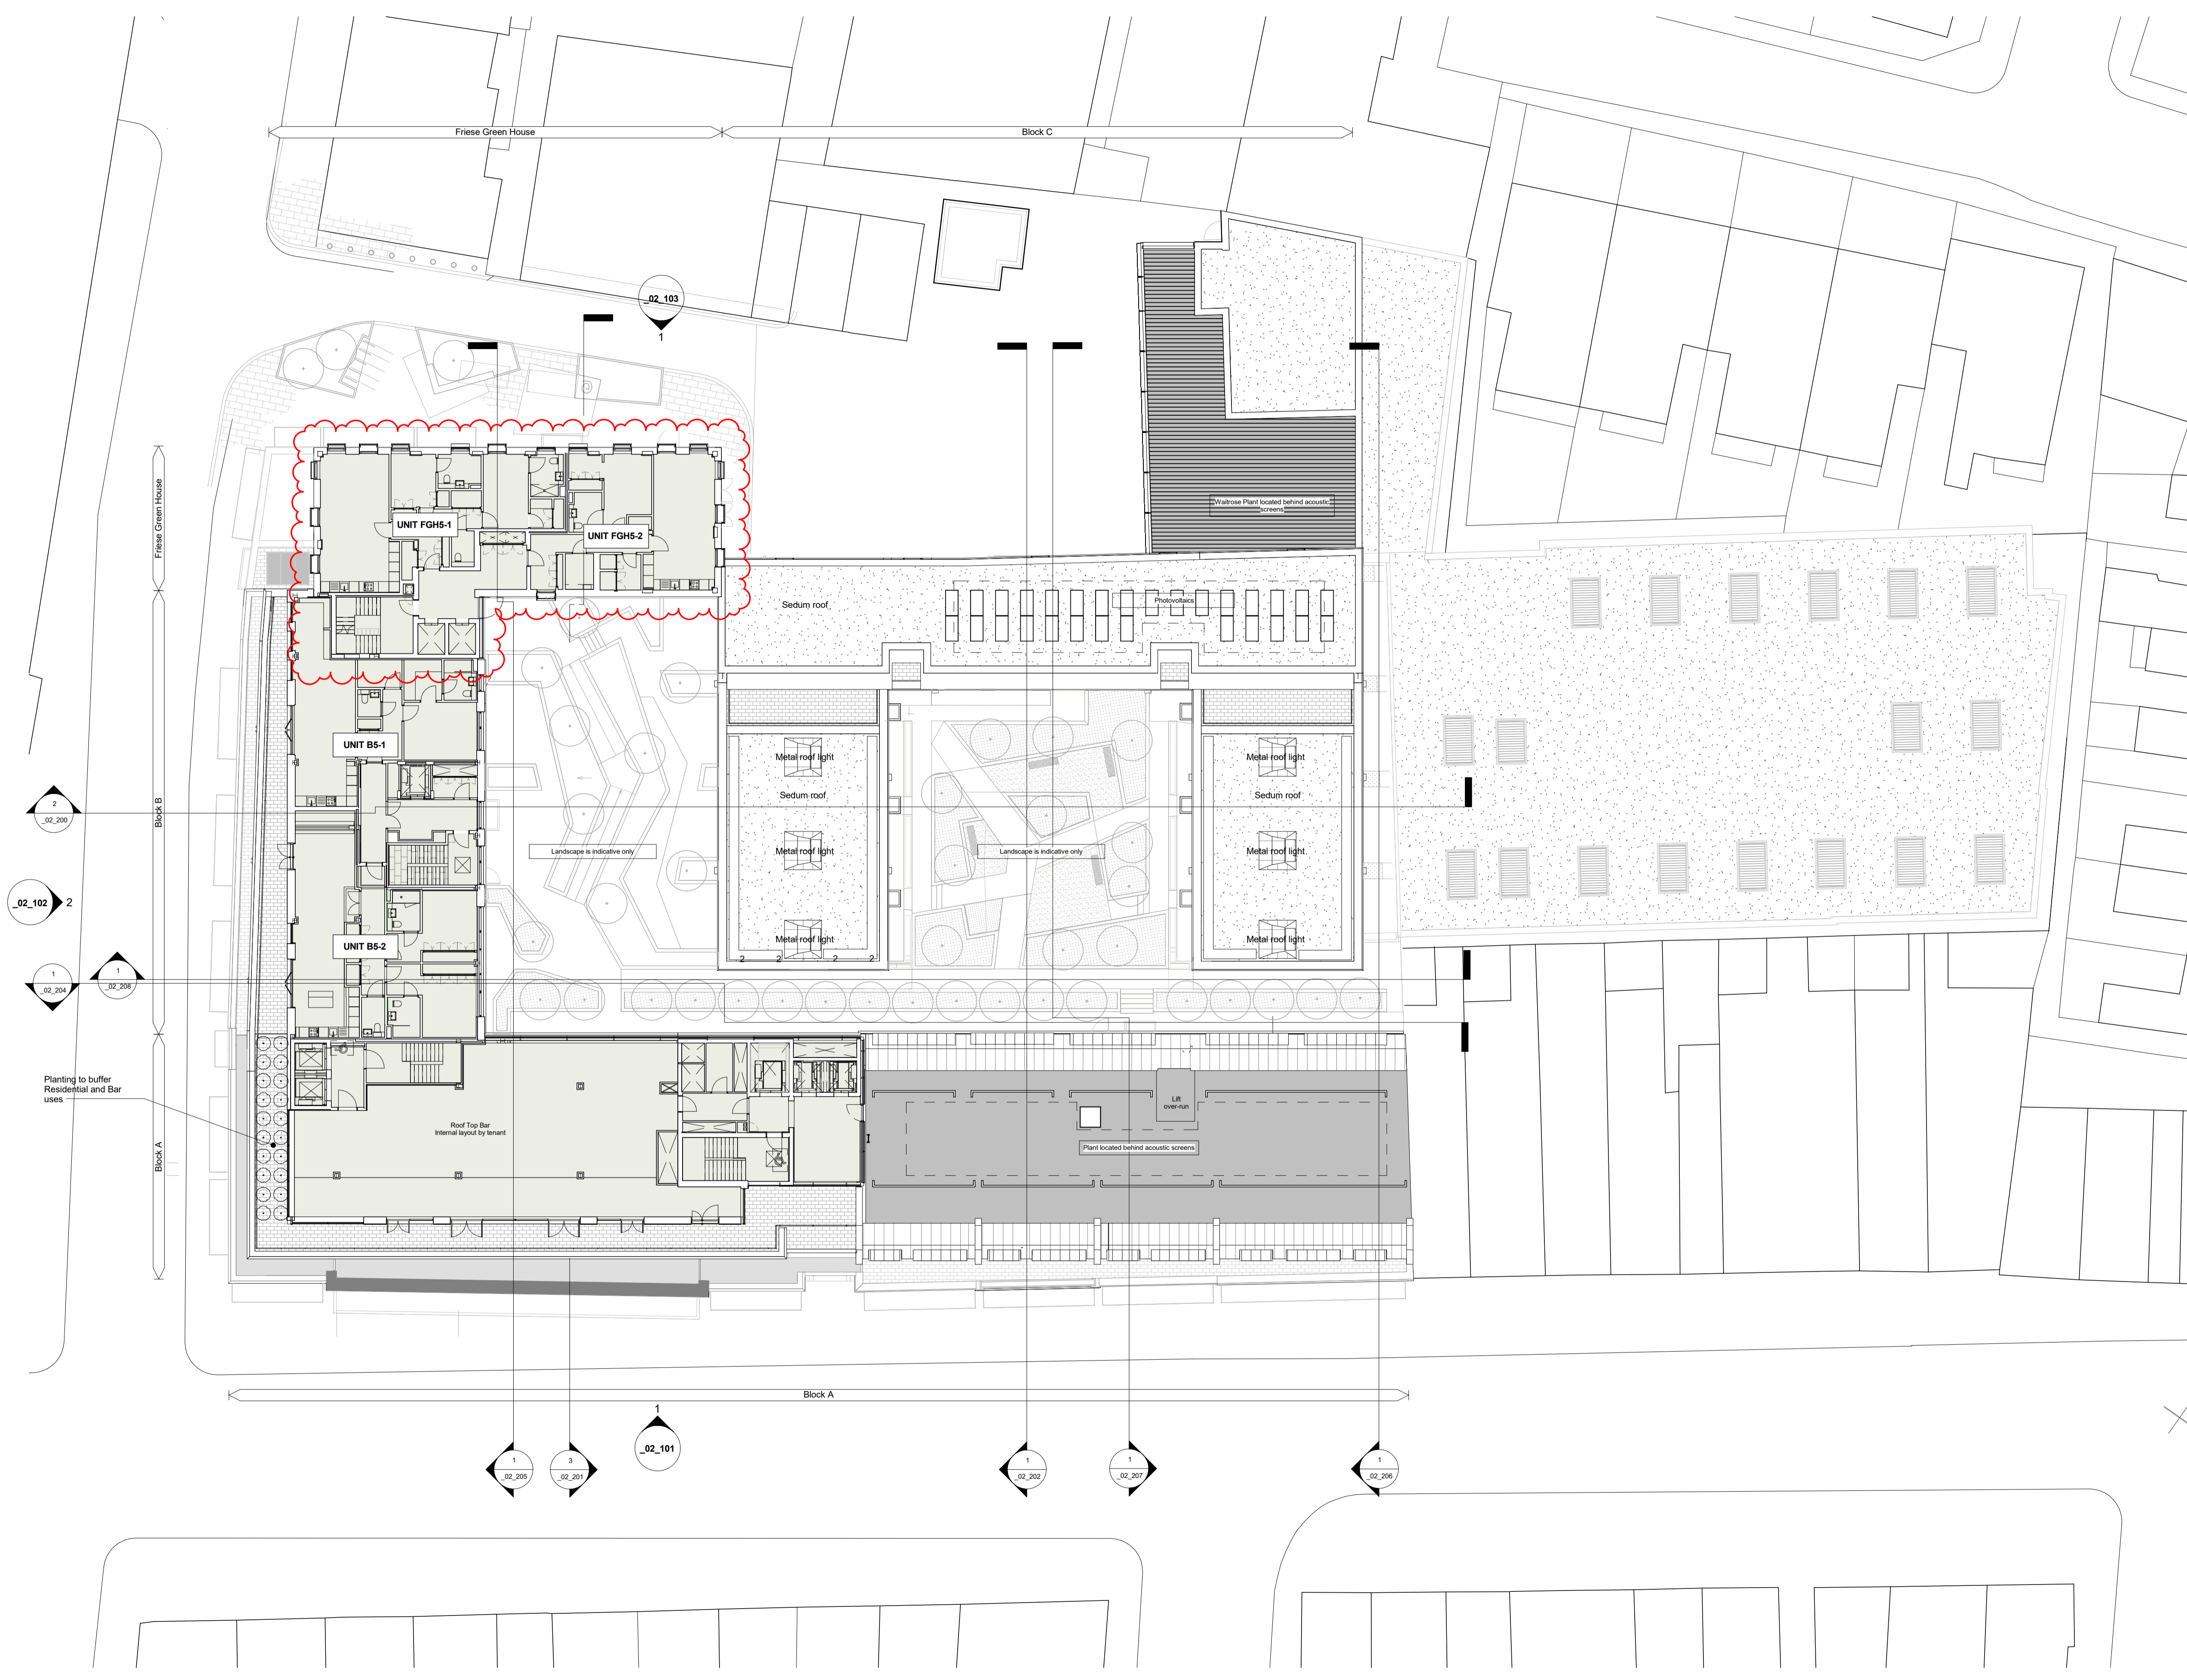 Friese Green House
Block C
_02_103
1
Friese Green House
UNIT FGH5-1
UNIT FGH5-2
Waitrose Plant located behind acoustic
screens
Sedum roof
Photovoltaics
Block B
UNIT B5-1
Metal roof light
Metal roof light
Sedum roof
Sedum roof
2
_02_200
Landscape is indicative only
Metal roof light
Landscape is indicative only
Metal roof light
_02_102
2
UNIT B5-2
Metal roof light
Metal roof light
2
2
2
2
1
_02_204
1
_02_208
Planting to buffer
Residential and Bar
uses
Block A
Roof Top Bar
Internal layout by tenant
Lift
over-run
Plant located behind acoustic screens
Block A
1
_02_101
1
_02_205
3
_02_201
1
_02_202
1
_02_207
1
_02_206